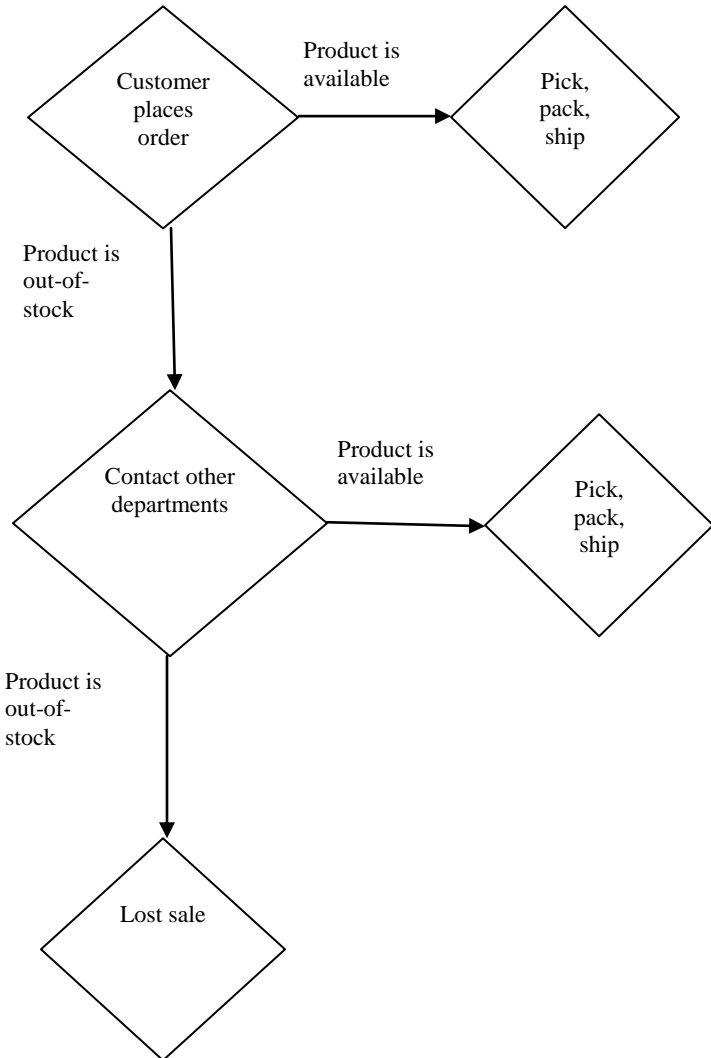 Customer
places
order
Product is
available
Pick,
pack,
ship
Product is
out-of-
stock
Contact other
departments
Product is
available
Pick,
pack,
ship
Product is
out-of-
stock
Lost sale